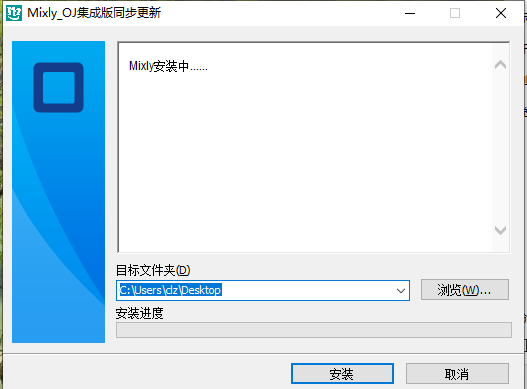 Mixly_OJ集成版同步更新
Mixly安装中......
目标文件夹(D)
C:\Users\clz\Desktop
浏览(W)...
安装进度
安装
取消